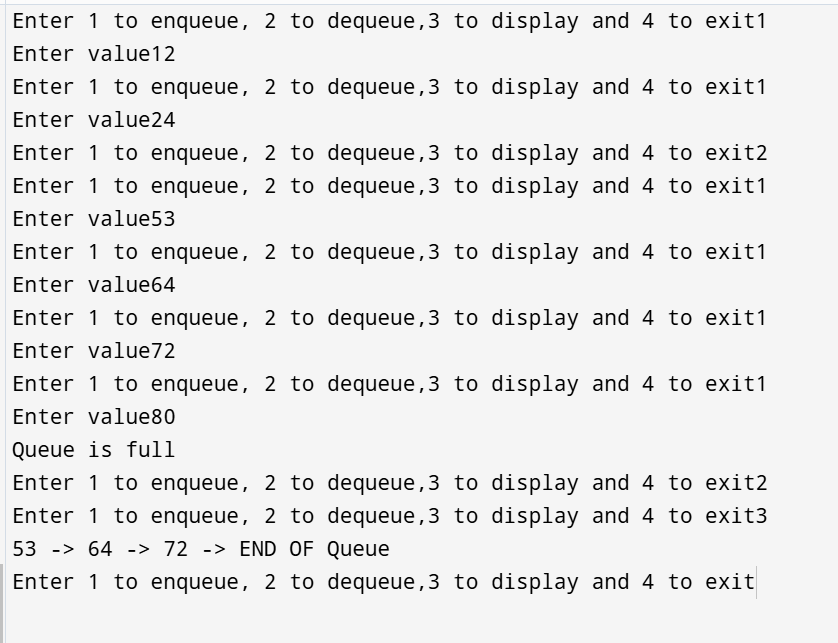 Enter 1 to enqueue, 2 to dequeue,3 to display and 4 to exit1
Enter value12
Enter 1 to enqueue, 2 to dequeue,3 to display and 4 to exit1
Enter value24
Enter 1 to enqueue, 2 to dequeue,3 to display and 4 to exit2
Enter 1 to enqueue, 2 to dequeue,3 to display and 4 to exit1
Enter value53
Enter 1 to enqueue, 2 to dequeue,3 to display and 4 to exit1
Enter value64
Enter 1 to enqueue, 2 to dequeue,3 to display and 4 to exit1
Enter value72
Enter 1 to enqueue, 2 to dequeue,3 to display and 4 to exit1
Enter value80
Queue is full
Enter 1 to enqueue, 2 to dequeue,3 to display and 4 to exit2
Enter 1 to enqueue, 2 to dequeue,3 to display and 4 to exit3
53 -> 64 -> 72 -> END OF Queue
Enter 1 to enqueue, 2 to dequeue,3 to display and 4 to exit